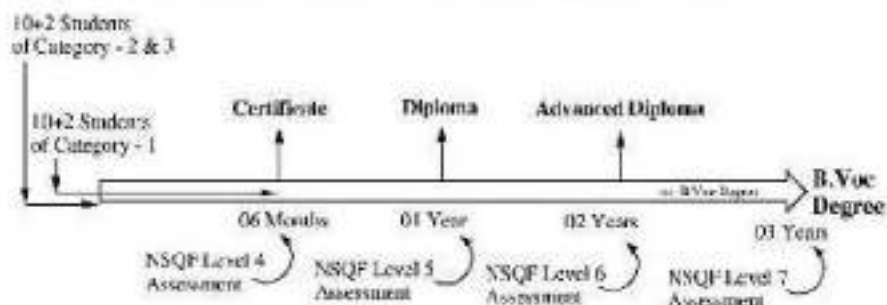 10+2 Students
of Category - 2 & 3
10+2 Students
of Category - 1
Certificate
Diploma
Advanced Diploma
B.Voc Degree
B.Voc
Degree
06 Months
01 Year
02 Years
03 Years
NSQF Level 4
Assessment
NSQF Level 5
Assessment
NSQF Level 6
Assessment
NSQF Level 7
Assessment